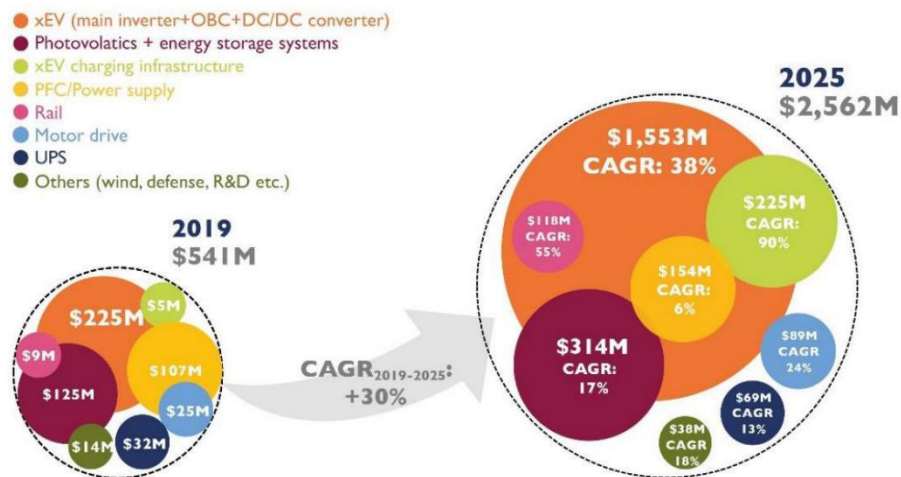 xEV (main inverter+OBC+DC/DC converter)
Photovolatics + energy storage systems
xEV charging infrastructure
PFC/Power supply
Rail
Motor drive
UPS
Others (wind, defense, R&D etc.)
2019
$541M
$225M
$5M
$9M
$107M
$125M
$25M
$14M
$32M
CAGR2019-2025:
+30%
2025
$2,562M
$1,553M
CAGR: 38%
$225M
CAGR:
90%
$118M
CAGR:
55%
$154M
CAGR:
6%
$314M
CAGR:
17%
$89M
CAGR
24%
$69M
CAGR
13%
$38M
CAGR
18%